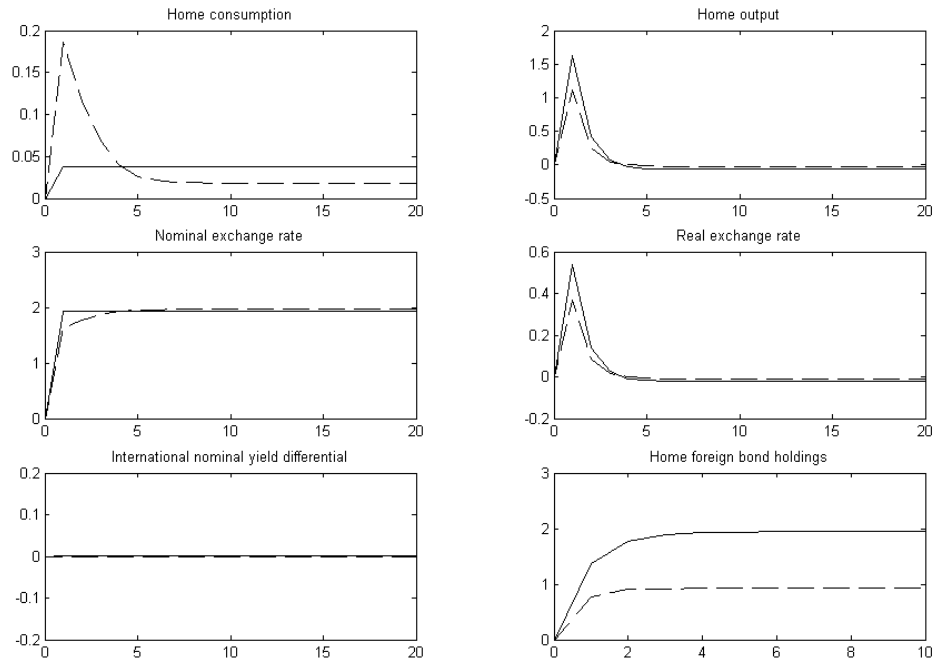 Home consumption
0.2
0.15
0.1
0.05
0
0 5 10 15 20
Home output
2
1.5
1
0.5
0
-0.5
0 5 10 15 20
Nominal exchange rate
3
2
1
0
0 5 10 15 20
Real exchange rate
0.6
0.4
0.2
0
-0.2
0 5 10 15 20
International nominal yield differential
0.2
0.1
0
-0.1
-0.2
0 5 10 15 20
Home foreign bond holdings
3
2
1
0
0 2 4 6 8 10